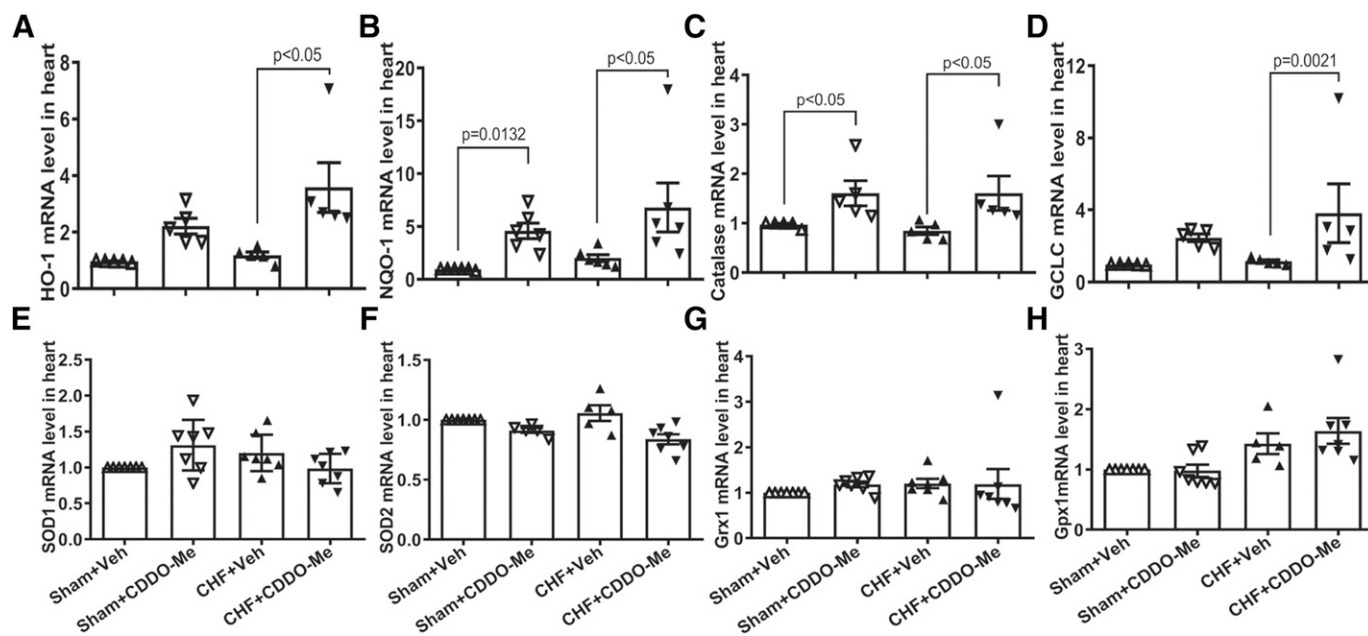 A
HO-1 mRNA level in heart
8
6
4
2
0
p<0.05
B
NQO-1 mRNA level in heart
20
15
10
5
0
p=0.0132
p<0.05
C
Catalase mRNA level in heart
4
3
2
1
0
p<0.05
p<0.05
D
GCLC mRNA level in heart
12
8
4
0
p=0.0021
E
SOD1 mRNA level in heart
2.5
2.0
1.5
1.0
0.5
0.0
Sham+Veh
Sham+CDDO-Me
CHF+Veh
CHF+CDDO-Me
F
SOD2 mRNA level in heart
1.5
1.0
0.5
0.0
Sham+Veh
Sham+CDDO-Me
CHF+Veh
CHF+CDDO-Me
G
Grx1 mRNA level in heart
4
3
2
1
0
Sham+Veh
Sham+CDDO-Me
CHF+Veh
CHF+CDDO-Me
H
Gpx1mRNA level in heart
3
2
1
0
Sham+Veh
Sham+CDDO-Me
CHF+Veh
CHF+CDDO-Me